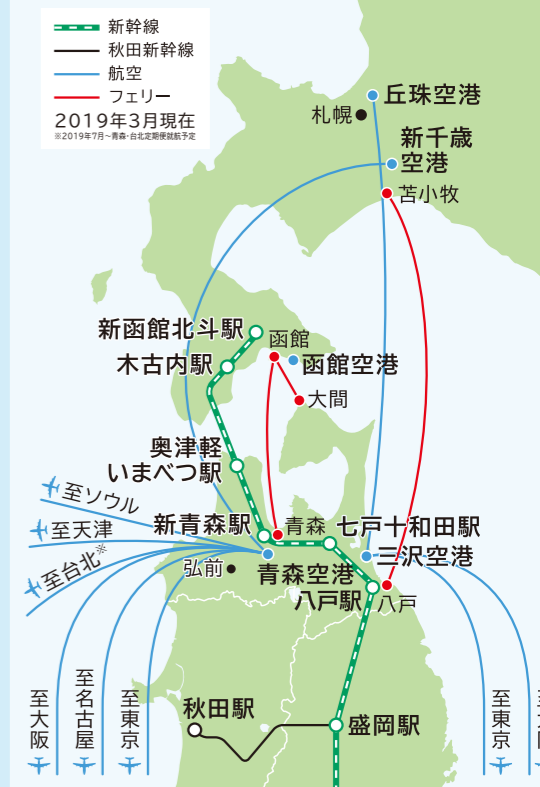 新幹線
秋田新幹線
航空
フェリー
2019年3月現在
※2019年7月～青森・台北定期便就航予定
丘珠空港
札幌
新千歳
空港
苫小牧
新函館北斗駅
函館
木古内駅
函館空港
大間
奥津軽
いまべつ駅
至ソウル
新青森駅
青森
七戸十和田駅
至天津
三沢空港
至台北※
弘前
青森空港
八戸駅
八戸
至大阪
至名古屋
至東京
秋田駅
盛岡駅
至東京